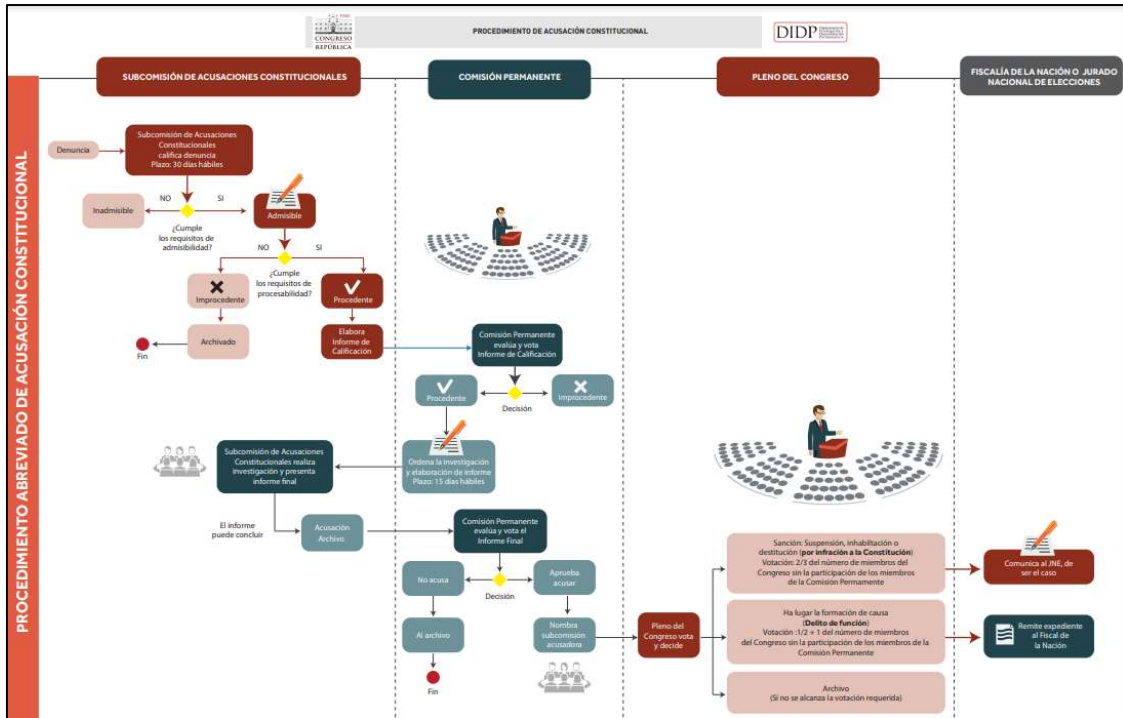 CONGRESO
REPÚBLICA
PROCEDIMIENTO DE ACUSACIÓN CONSTITUCIONAL
DIDP
PROCEDIMIENTO ABREVIADO DE ACUSACIÓN CONSTITUCIONAL
SUBCOMISIÓN DE ACUSACIONES CONSTITUCIONALES
COMISIÓN PERMANENTE
PLENO DEL CONGRESO
FISCALÍA DE LA NACIÓN O JURADO
NACIONAL DE ELECCIONES
Denuncia
Subcomisión de Acusaciones
Constitucionales
califica denuncia
Plazo: 30 días hábiles
NO
SI
Inadmisible
¿Cumple
los requisitos de
admisibilidad?
Admisible
NO
SI
¿Cumple
los requisitos de
procesabilidad?
Improcedente
Procedente
Archivado
Fin
Elabora
Informe de
Calificación
Comisión Permanente
evalúa y vota
Informe de Calificación
Procedente
Decisión
Improcedente
Ordena la investigación
y elaboración de informe
Plazo: 15 días hábiles
Subcomisión de Acusaciones
Constitucionales realiza
investigación y presenta
informe final
El informe
puede concluir
Acusación
Archivo
Comisión Permanente
evalúa y vota el
Informe Final
No acusa
Decisión
Aprueba
acusar
Al archivo
Fin
Nombra
subcomisión
acusadora
Pleno del
Congreso vota
y decide
Sanción: Suspensión, inhabiltación o
destitución (por infracción a la Constitución)
Votación: 2/3 del número de miembros del
Congreso sin la participación de los miembros
de la Comisión Permamente
Comunica al JNE, de
ser el caso
Ha lugar la formación de causa
(Delito de función)
Votación :1/2 + 1 del número de miembros
del Congreso sin la participación de los miembros de la
Comisión Permanente
Remite expediente
al Fiscal de
la Nación
Archivo
(Si no se alcanza la votación requerida)